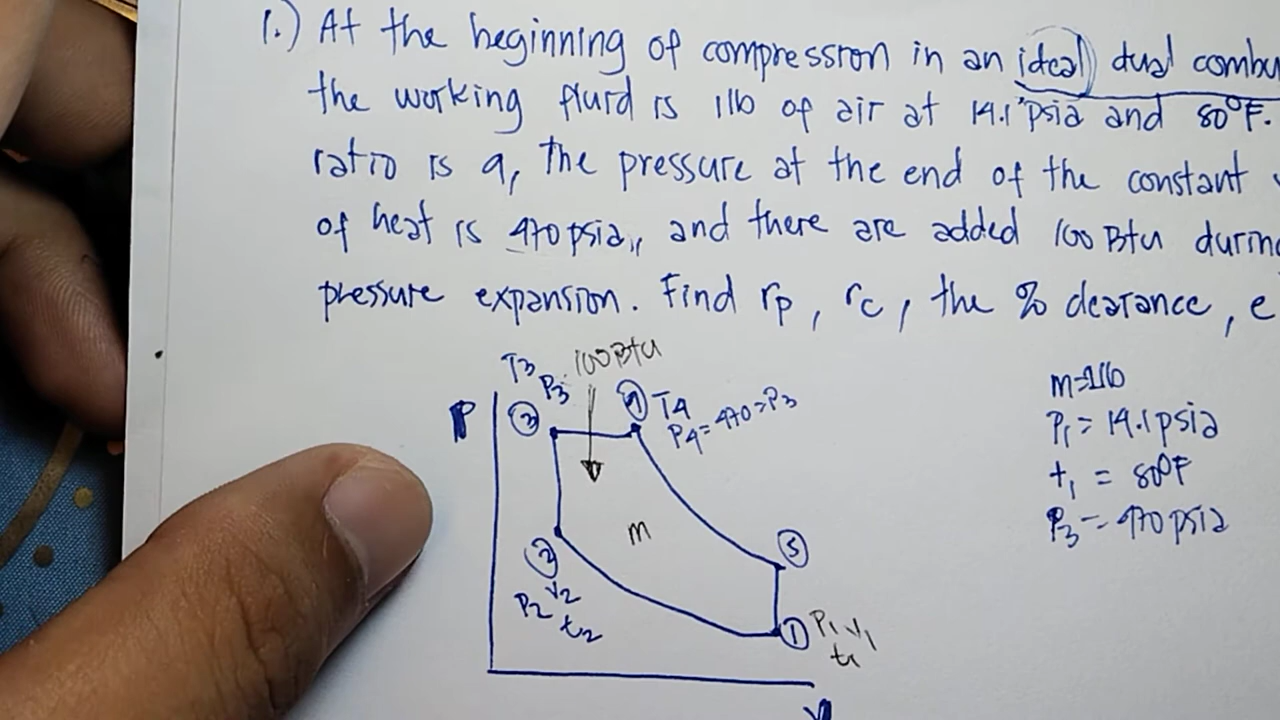 1.) At the beginning of compression in an ideal dual combu
the working fluid is 1lb of air at 14.1 psia and 80°F.
ratio is 9, the pressure at the end of the constant
of heat is 470 psia, and there are added 100 Btu during
pressure expansion. Find rp, rc, the % clearance, e
T3 100 Btu
P3
P 3 4 T4
P4 = 470 = P3
m=1lb
P1 = 14.1 psia
t1 = 80°F
P3 = 470 psia
m
2 5
P2 V2
t2
1 P1 V1
t1
V